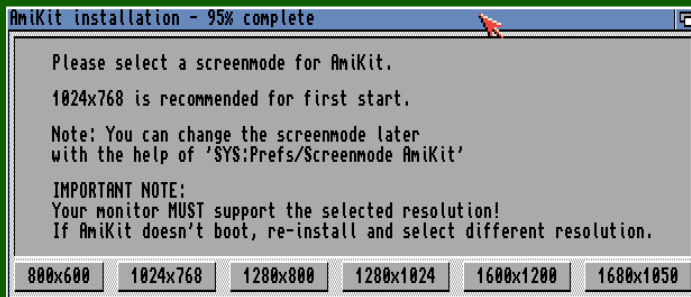 AmiKit installation - 95% complete
Please select a screenmode for AmiKit.
1024x768 is recommended for first start.
Note: You can change the screenmode later
with the help of 'SYS:Prefs/Screenmode AmiKit'
IMPORTANT NOTE:
Your monitor MUST support the selected resolution!
If AmiKit doesn't boot, re-install and select different resolution.
800x600 1024x768 1280x800 1280x1024 1600x1200 1680x1050